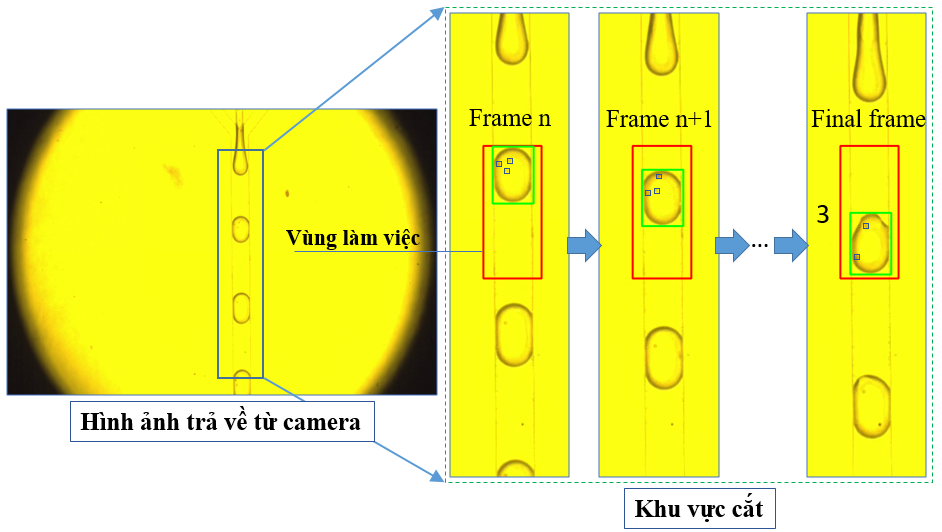 Frame n
Frame n+1
Final frame
3
Vùng làm việc
...
Hình ảnh trả về từ camera
Khu vực cắt